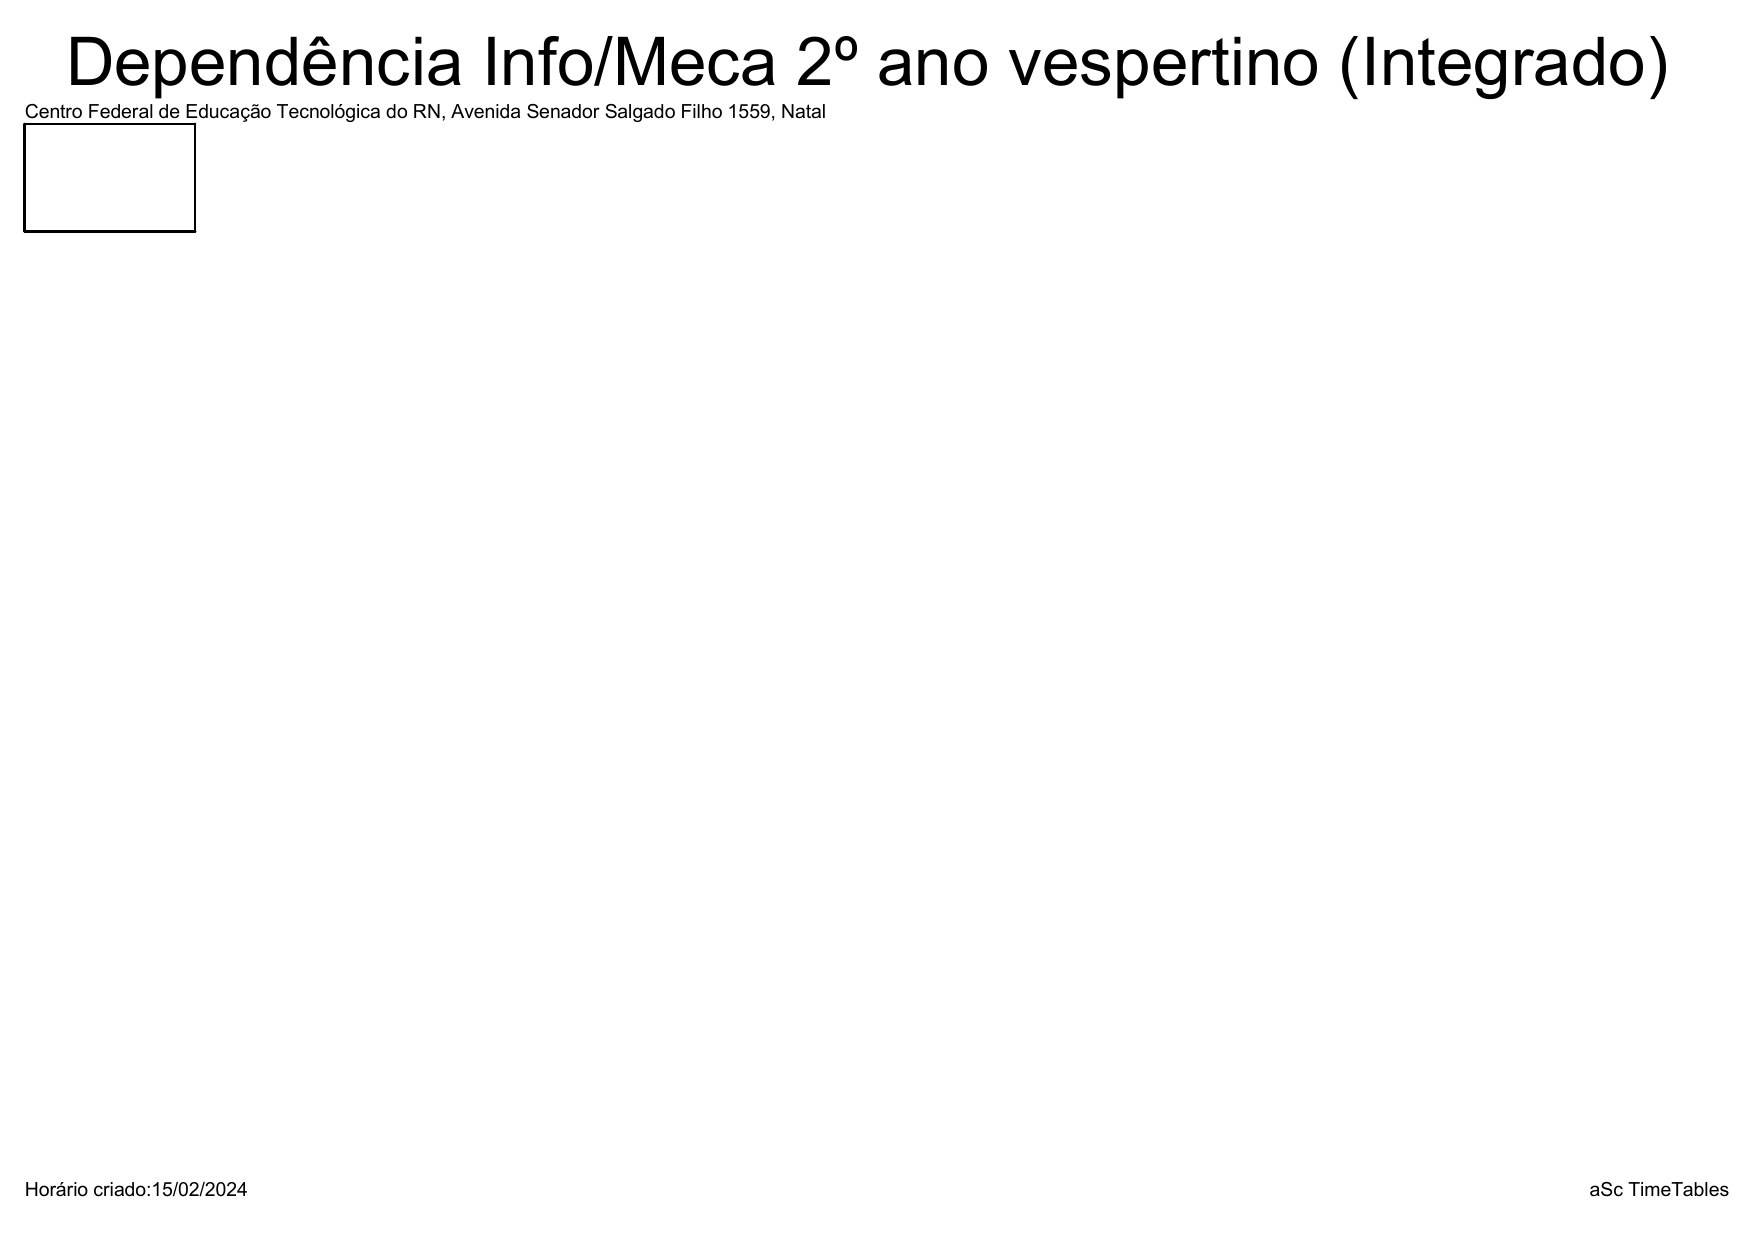 Dependência Info/Meca 2º ano vespertino (Integrado)
Centro Federal de Educação Tecnológica do RN, Avenida Senador Salgado Filho 1559, Natal
Horário criado:15/02/2024
aSc TimeTables